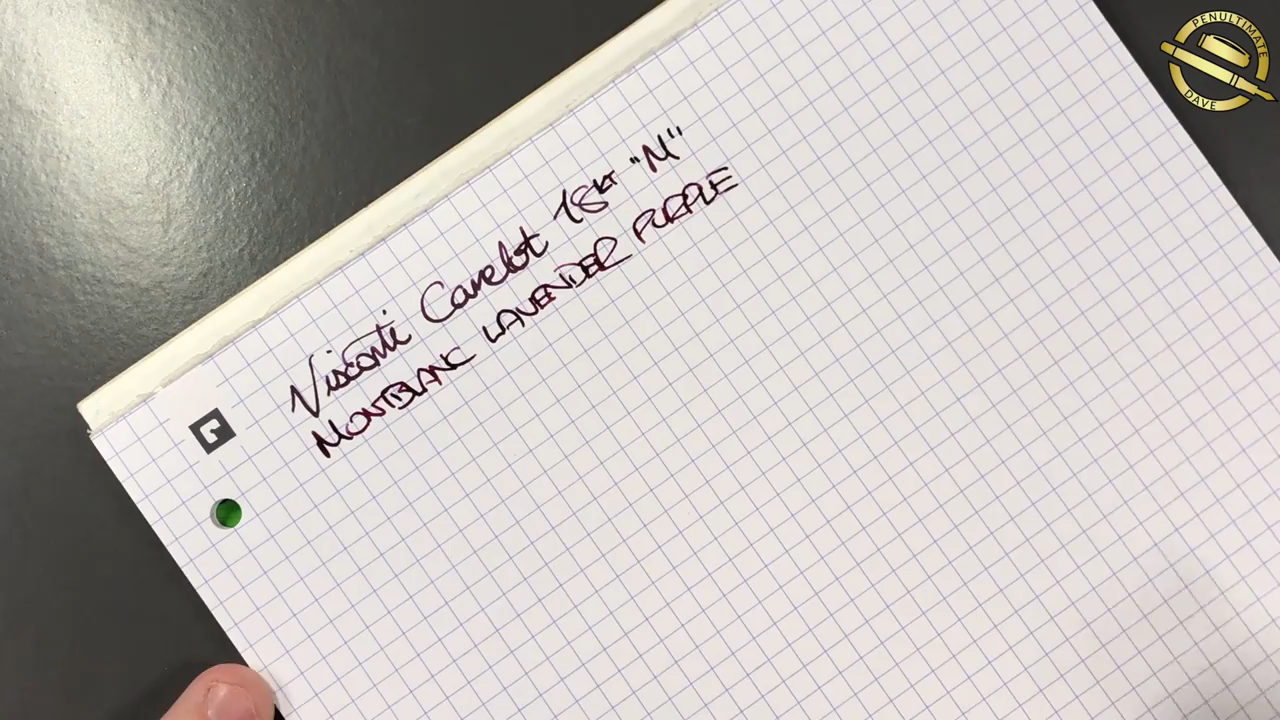 Visconti Camelot 18kt "M"
MONTBLANC LAVENDER PURPLE
PENULTIMATE
DAVE